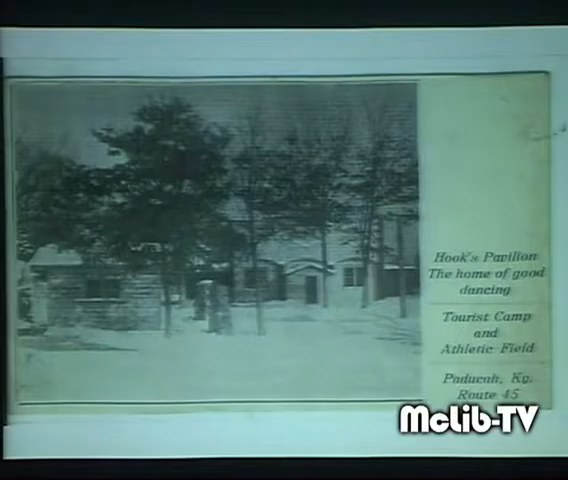 Hook's Pavilion
The home of good
dancing
Tourist Camp
and
Athletic Field
Paducah, Ky.
Route 45
McLib-TV